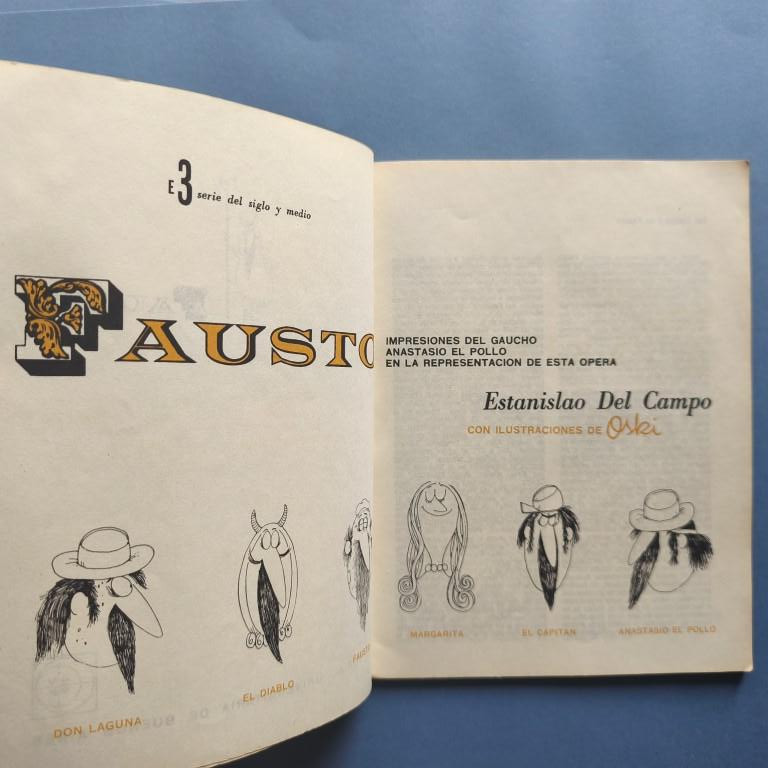 E3 serie del siglo y medio
FAUSTO
DON LAGUNA
EL DIABLO
IMPRESIONES DEL GAUCHO
ANASTASIO EL POLLO
EN LA REPRESENTACION DE ESTA OPERA
Estanislao Del Campo
CON ILUSTRACIONES DE Oski
MARGARITA
EL CAPITAN
ANASTASIO EL POLLO